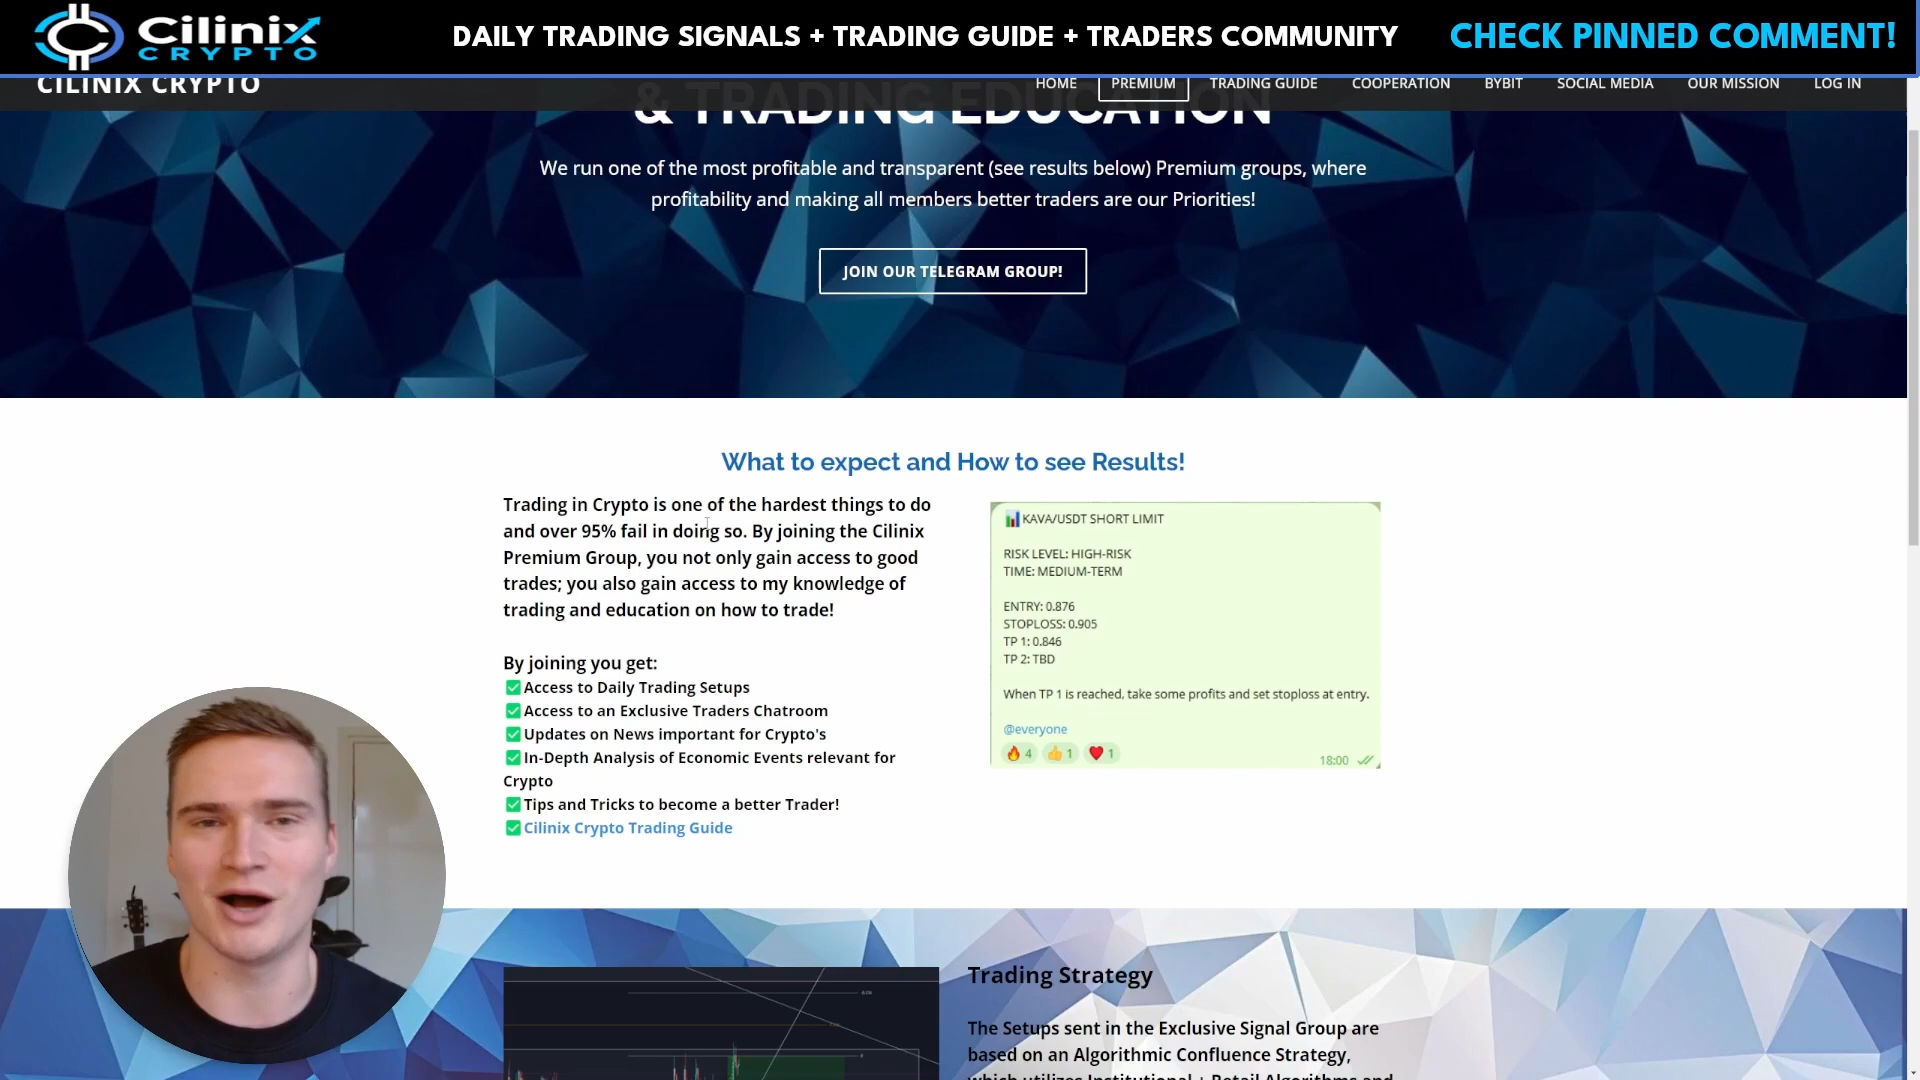 Cilinix
CRYPTO
DAILY TRADING SIGNALS + TRADING GUIDE + TRADERS COMMUNITY
CHECK PINNED COMMENT!
CILINIX CRYPTO
HOME
PREMIUM
TRADING GUIDE
COOPERATION
BYBIT
SOCIAL MEDIA
OUR MISSION
LOG IN
& TRADING EDUCATION
We run one of the most profitable and transparent (see results below) Premium groups, where
profitability and making all members better traders are our Priorities!
JOIN OUR TELEGRAM GROUP!
What to expect and How to see Results!
Trading in Crypto is one of the hardest things to do
and over 95% fail in doing so. By joining the Cilinix
Premium Group, you not only gain access to good
trades; you also gain access to my knowledge of
trading and education on how to trade!
By joining you get:
✅Access to Daily Trading Setups
✅Access to an Exclusive Traders Chatroom
✅Updates on News important for Crypto's
✅In-Depth Analysis of Economic Events relevant for
Crypto
✅Tips and Tricks to become a better Trader!
✅Cilinix Crypto Trading Guide
📊KAVA/USDT SHORT LIMIT
RISK LEVEL: HIGH-RISK
TIME: MEDIUM-TERM
ENTRY: 0.876
STOPLOSS: 0.905
TP 1: 0.846
TP 2: TBD
When TP 1 is reached, take some profits and set stoploss at entry.
@everyone
🔥 4 👍 1 ❤️ 1
18:00
Trading Strategy
The Setups sent in the Exclusive Signal Group are
based on an Algorithmic Confluence Strategy,
which utilizes Institutional + Retail Algorithms and